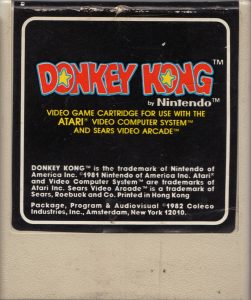 DONKEY KONG™
by Nintendo™
VIDEO GAME CARTRIDGE FOR USE WITH THE
ATARI® VIDEO COMPUTER SYSTEM™
AND SEARS VIDEO ARCADE™
DONKEY KONG™ is the trademark of Nintendo of
America Inc. ©1981 Nintendo of America Inc. Atari®
and Video Computer System™ are trademarks of
Atari Inc. Sears Video Arcade™ is a trademark of
Sears, Roebuck and Co. Printed in Hong Kong
Package, Program & Audiovisual ©1982 Coleco
Industries, Inc., Amsterdam, New York 12010.